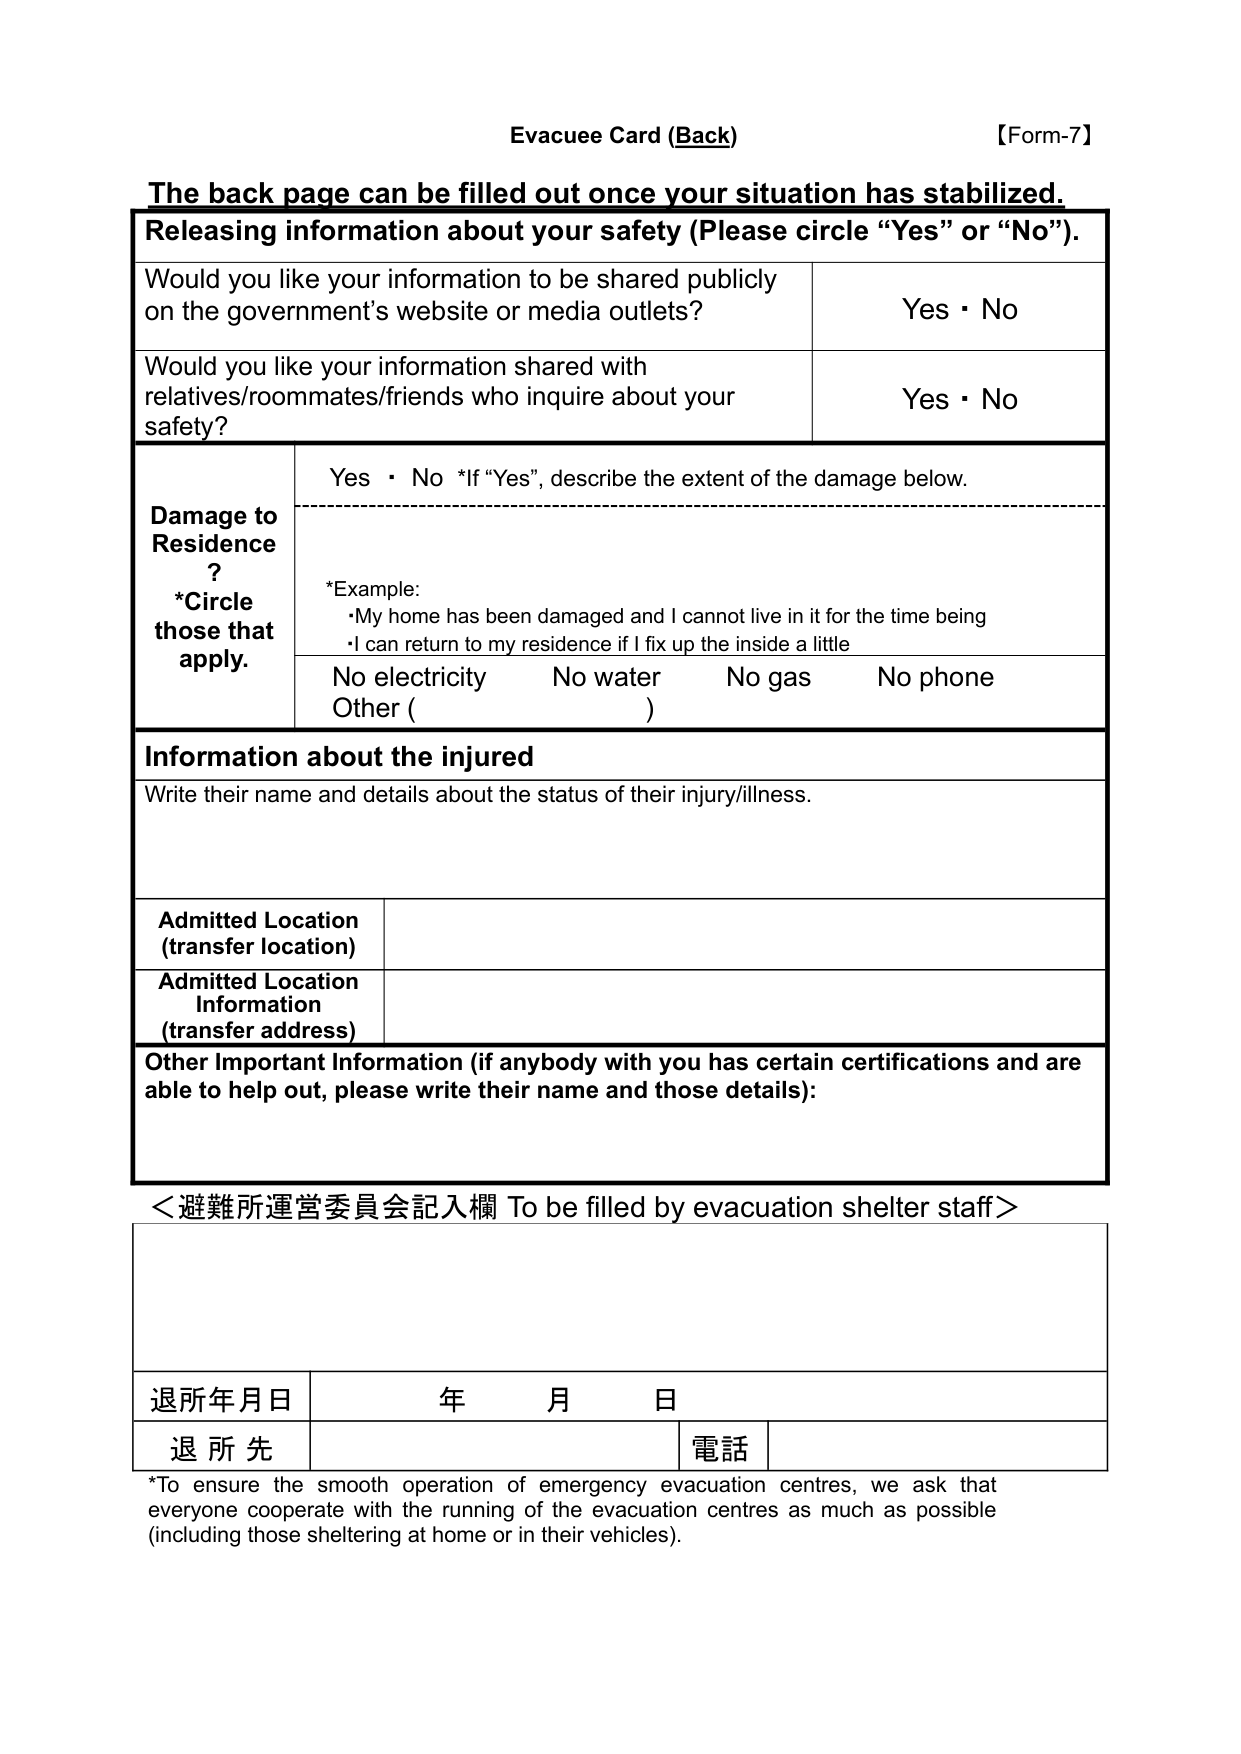 Evacuee Card (Back)
【Form-7】
The back page can be filled out once your situation has stabilized.
Releasing information about your safety (Please circle “Yes” or “No”).
Would you like your information to be shared publicly
on the government’s website or media outlets?
Yes・No
Would you like your information shared with
relatives/roommates/friends who inquire about your
safety?
Yes・No
Damage to
Residence
?
*Circle
those that
apply.
Yes ・ No *If “Yes”, describe the extent of the damage below.
*Example:
・My home has been damaged and I cannot live in it for the time being
・I can return to my residence if I fix up the inside a little
No electricity No water No gas No phone
Other ( )
Information about the injured
Write their name and details about the status of their injury/illness.
Admitted Location
(transfer location)
Admitted Location
Information
(transfer address)
Other Important Information (if anybody with you has certain certifications and are
able to help out, please write their name and those details):
＜避難所運営委員会記入欄 To be filled by evacuation shelter staff＞
退所年月日 年 月 日
退 所 先 電話
*To ensure the smooth operation of emergency evacuation centres, we ask that
everyone cooperate with the running of the evacuation centres as much as possible
(including those sheltering at home or in their vehicles).